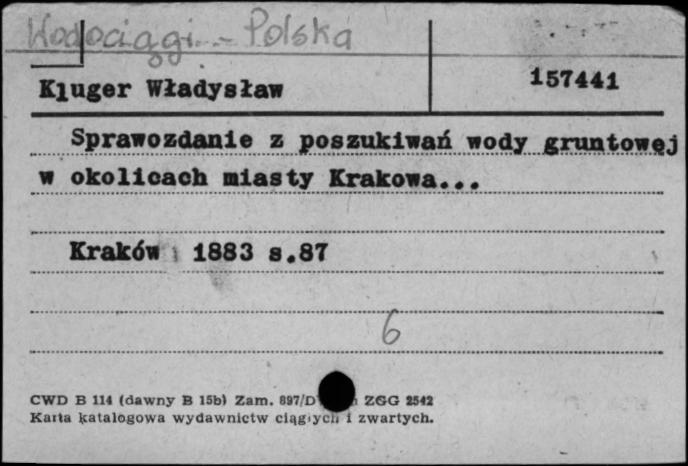 Wodociągi - Polska
Kluger Władysław
157441
Sprawozdanie z poszukiwań wody gruntowej
w okolicach miasty Krakowa...
Kraków 1883 s.87
6
CWD B 114 (dawny B 15b) Zam. 897/D ZGG 2542
Karta katalogowa wydawnictw ciągłych i zwartych.